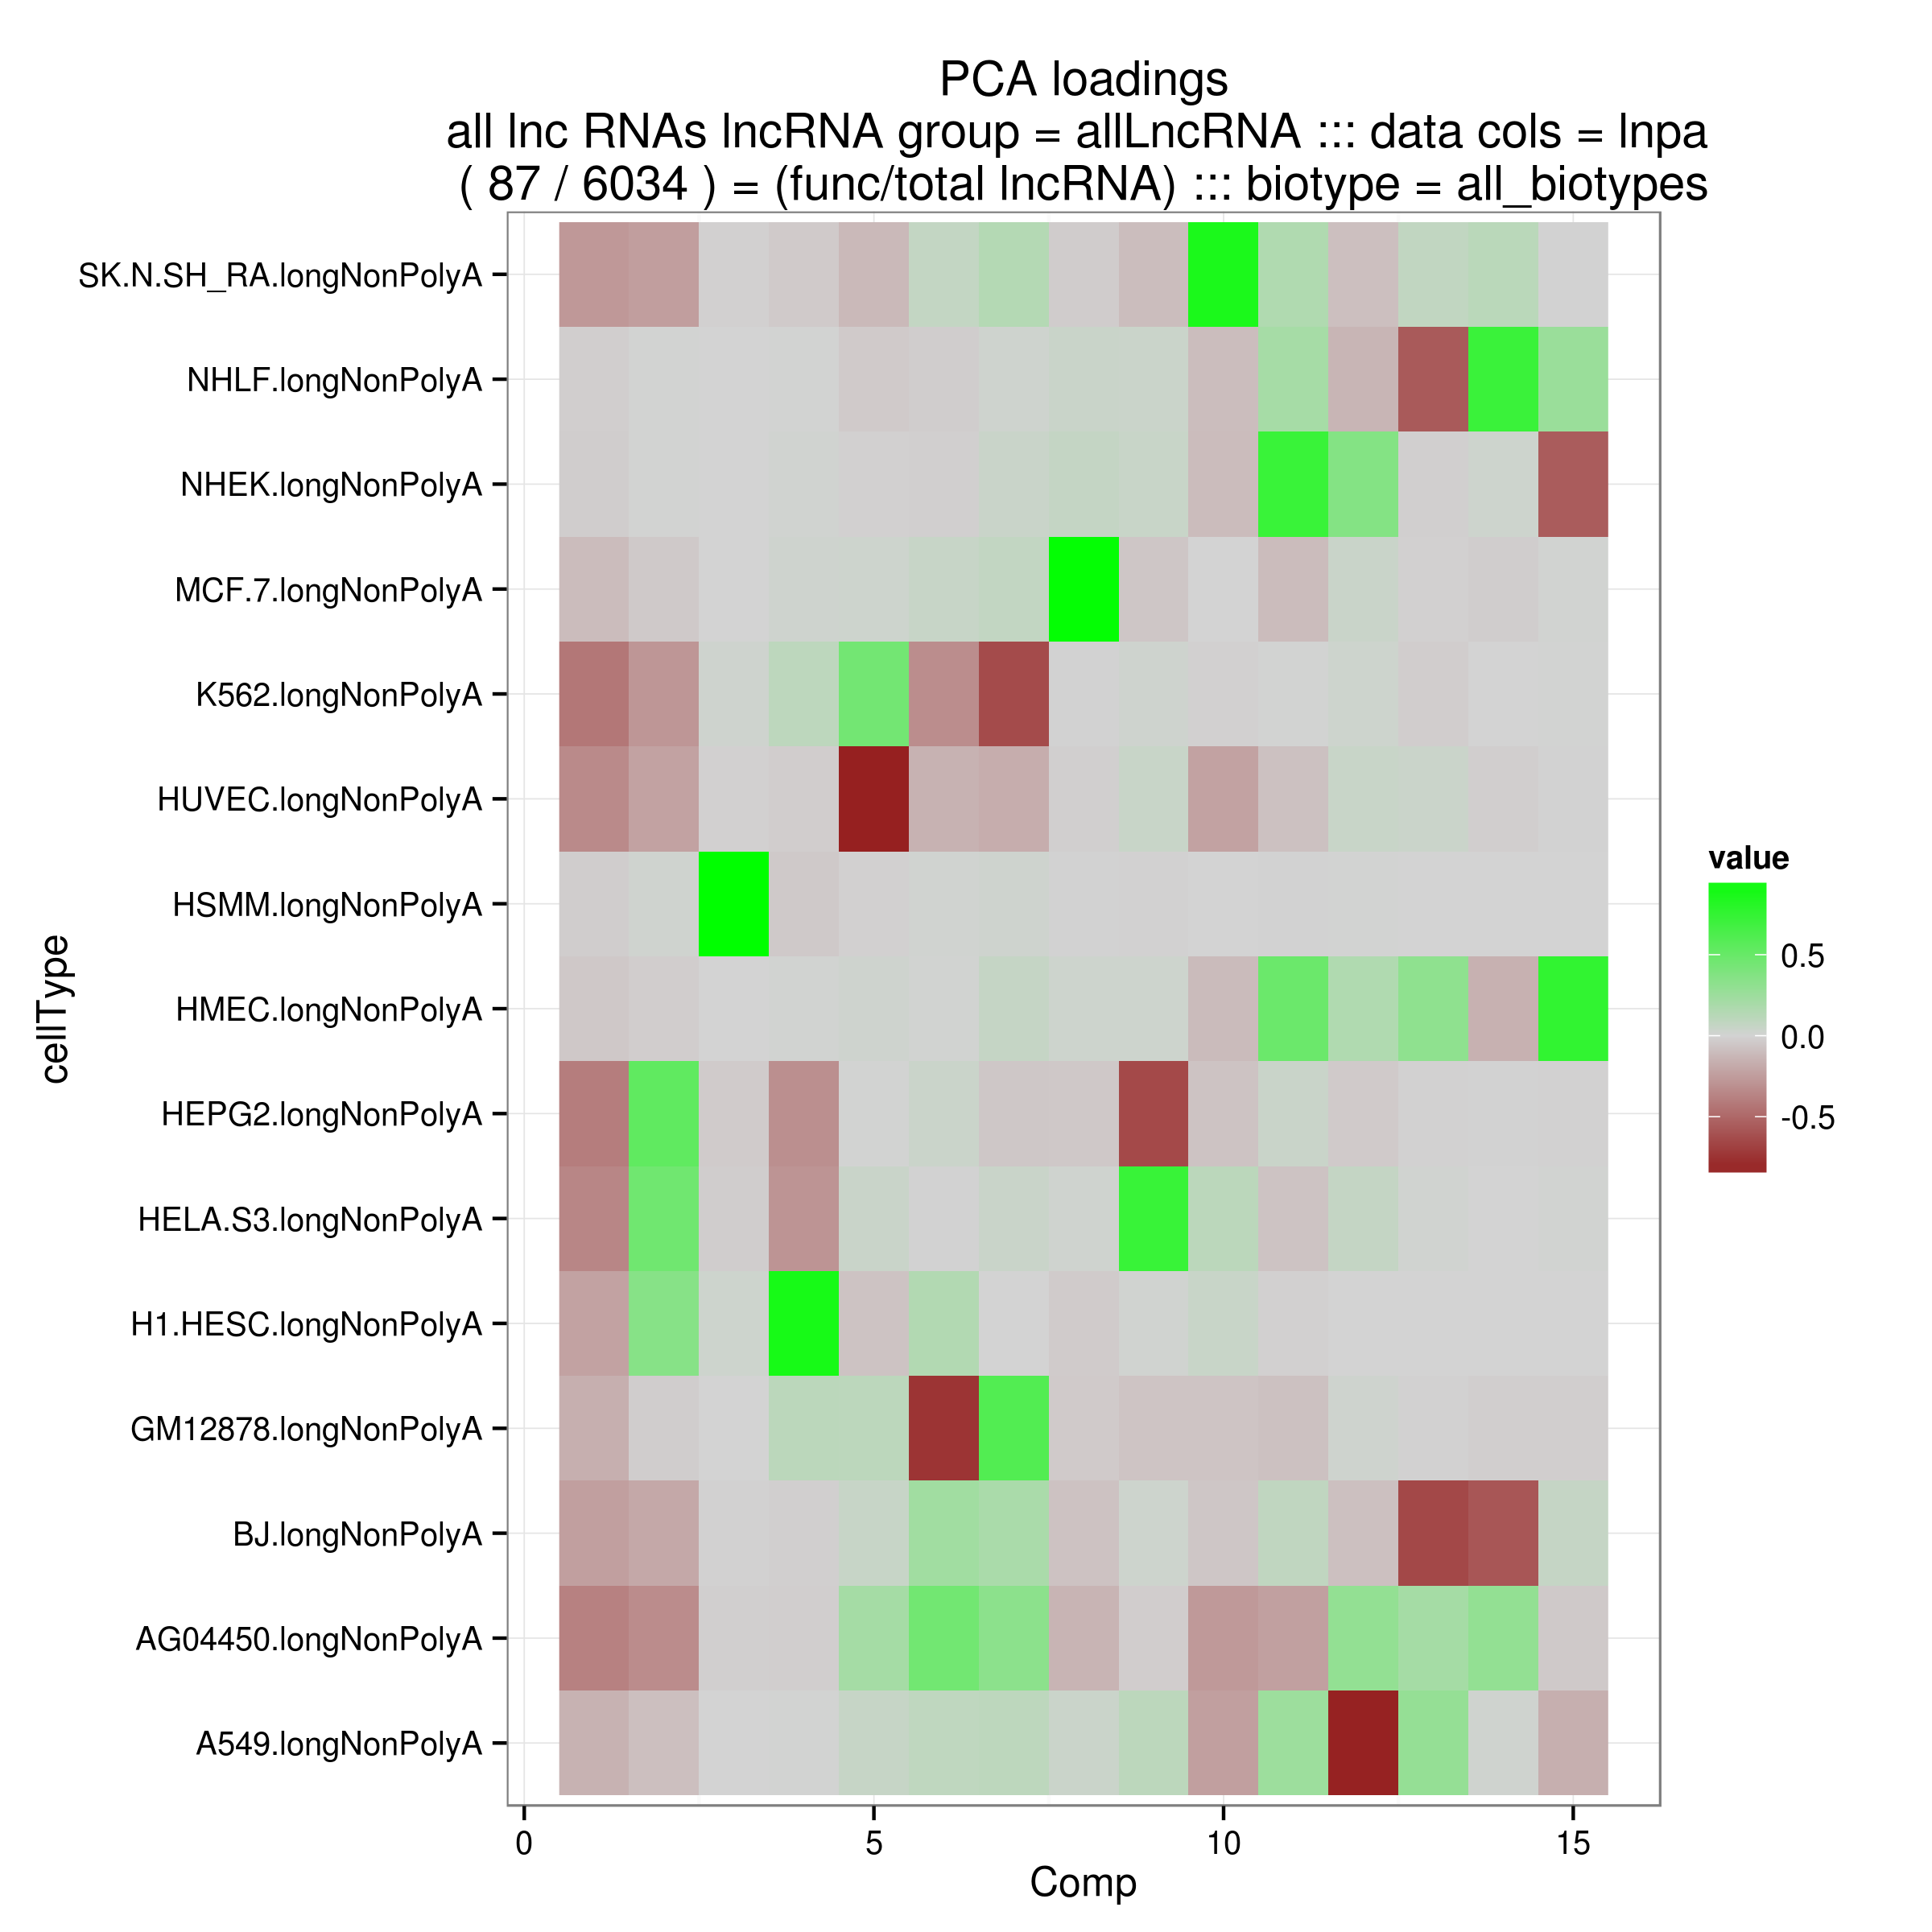 PCA loadings
all lnc RNAs lncRNA group = allLncRNA ::: data cols = lnpa
( 87 / 6034 ) = (func/total lncRNA) ::: biotype = all_biotypes
SK.N.SH_RA.longNonPolyA
NHLF.longNonPolyA
NHEK.longNonPolyA
MCF.7.longNonPolyA
K562.longNonPolyA
HUVEC.longNonPolyA
HSMM.longNonPolyA
HMEC.longNonPolyA
HEPG2.longNonPolyA
HELA.S3.longNonPolyA
H1.HESC.longNonPolyA
GM12878.longNonPolyA
BJ.longNonPolyA
AG04450.longNonPolyA
A549.longNonPolyA
cellType
0 5 10 15
Comp
value
0.5
0.0
-0.5